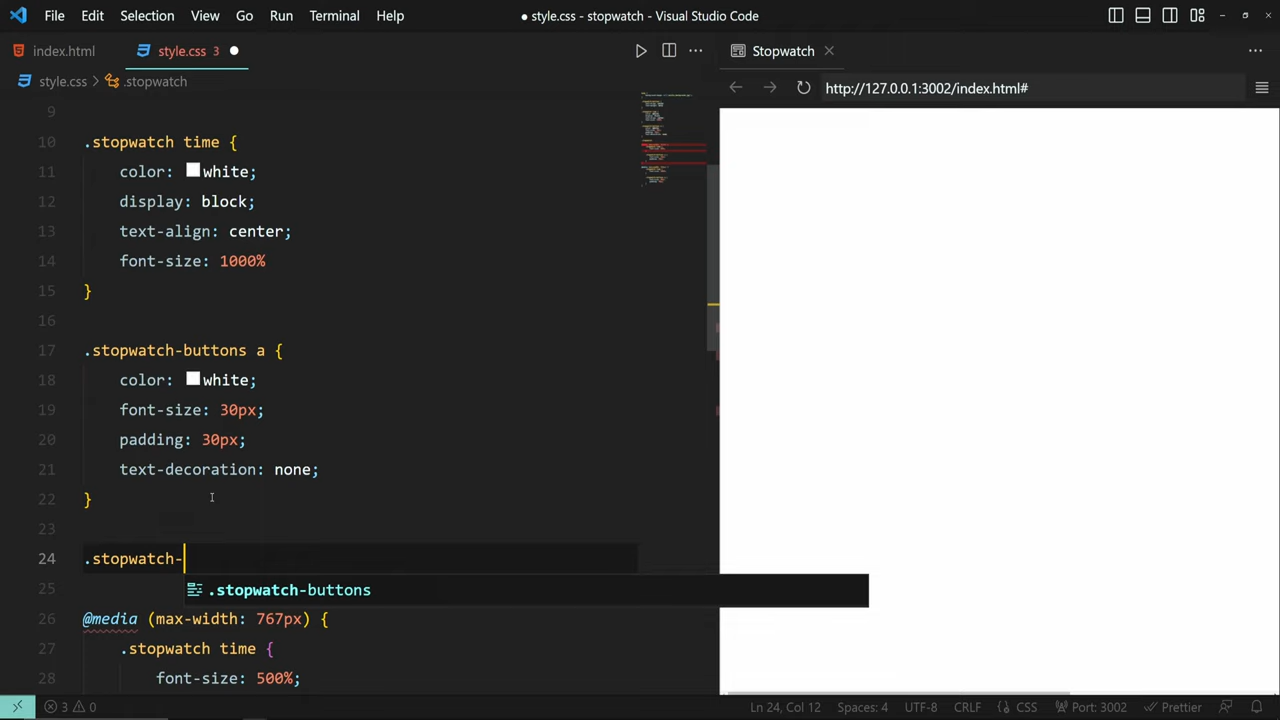 File Edit Selection View Go Run Terminal Help ● style.css - stopwatch - Visual Studio Code
index.html style.css 3 ●
style.css > .stopwatch
9
10 .stopwatch time {
11 color: white;
12 display: block;
13 text-align: center;
14 font-size: 1000%
15 }
16
17 .stopwatch-buttons a {
18 color: white;
19 font-size: 30px;
20 padding: 30px;
21 text-decoration: none;
22 }
23
24 .stopwatch-
25 .stopwatch-buttons
26 @media (max-width: 767px) {
27 .stopwatch time {
28 font-size: 500%;
Stopwatch
http://127.0.0.1:3002/index.html#
3 0 Ln 24, Col 12 Spaces: 4 UTF-8 CRLF {} CSS Port: 3002 Prettier